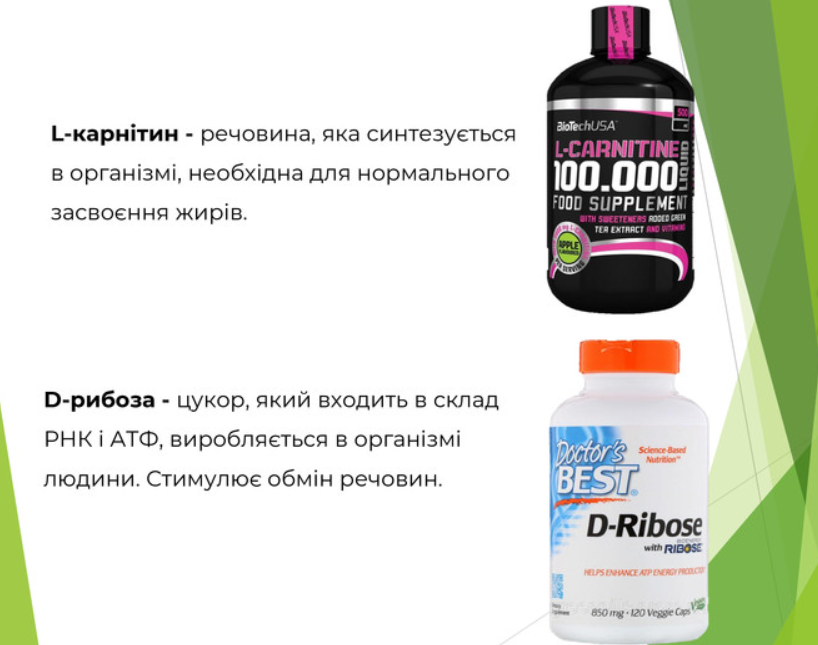 L-карнітин - речовина, яка синтезується
в організмі, необхідна для нормального
засвоєння жирів.
BioTechUSA
500
L-CARNITINE
LIQUID
100.000
FOOD SUPPLEMENT
WITH SWEETENERS ADDED GREEN
TEA EXTRACT AND VITAMINS
APPLE
PER SERVING
D-рибоза - цукор, який входить в склад
РНК і АТФ, виробляється в організмі
людини. Стимулює обмін речовин.
Doctor's
BEST
Science-Based
Nutrition™
D-Ribose
with RIBOSE
HELPS ENHANCE ATP ENERGY PRODUCTION
850 mg • 120 Veggie Caps